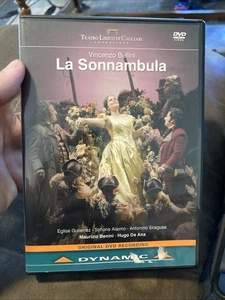 TEATRO LIRICO DI CAGLIARI
DVD
Vincenzo Bellini
La Sonnambula
Eglise Gutierrez · Simone Alaimo · Antonino Siragusa
Maurizio Benini · Hugo De Ana
DYNAMIC
ORIGINAL DVD RECORDING